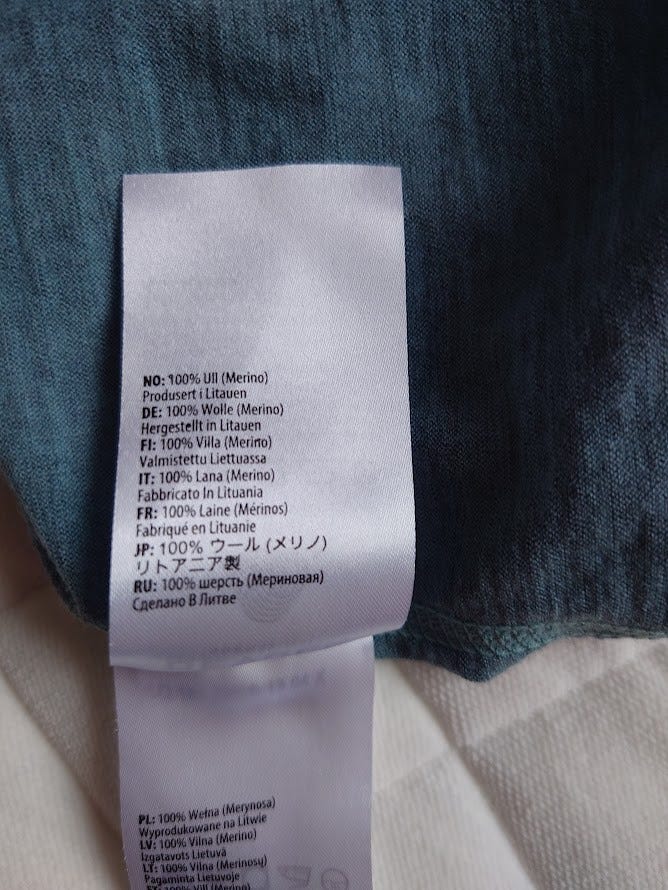 NO: 100% Ull (Merino)
Produsert i Litauen
DE: 100% Wolle (Merino)
Hergestellt in Litauen
FI: 100% Villa (Merino)
Valmistettu Liettuassa
IT: 100% Lana (Merino)
Fabbricato In Lituania
FR: 100% Laine (Mérinos)
Fabriqué en Lituanie
JP: 100% ウール (メリノ)
リトアニア製
RU: 100% шерсть (Мериновая)
Сделано В Литве
PL: 100% Wełna (Merynosa)
Wyprodukowane na Litwie
LV: 100% Vilna (Merino)
Izgatavots Lietuvā
LT: 100% Vilna (Merinosų)
Pagaminta Lietuvoje
100% Vill (Merino)